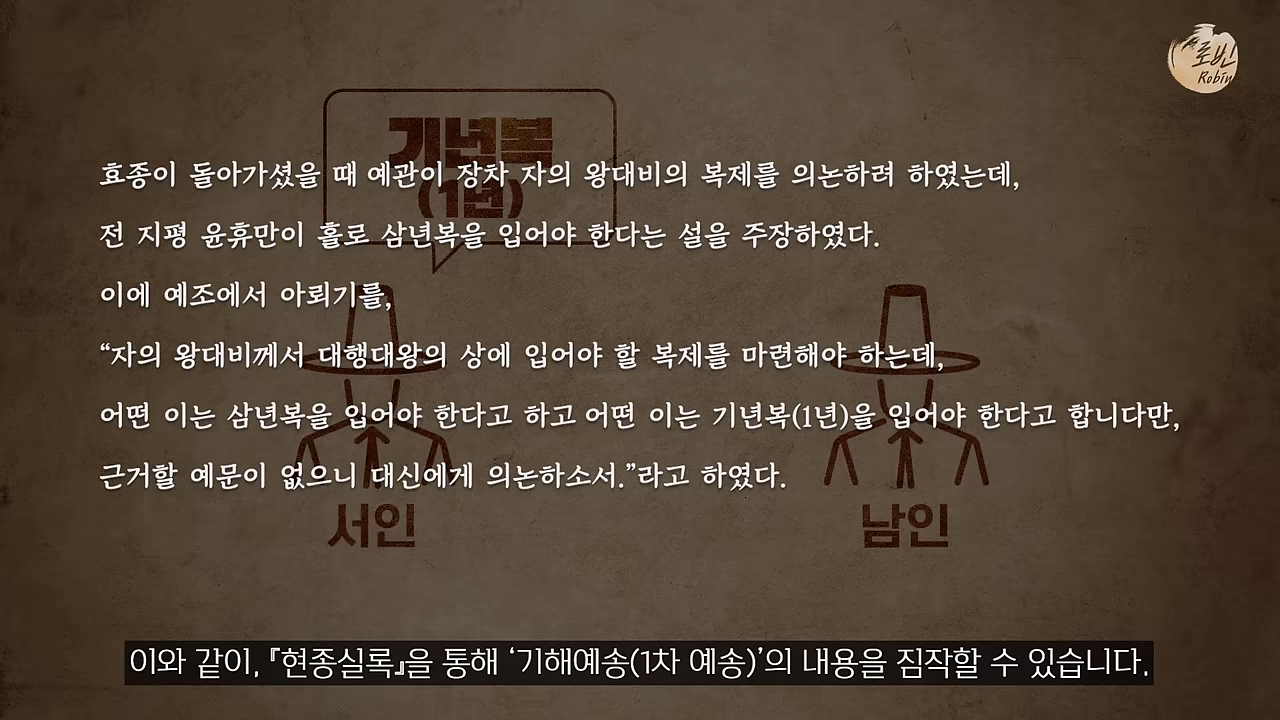 로빈
Robin
기년복
(1년)
효종이 돌아가셨을 때 예관이 장차 자의 왕대비의 복제를 의논하려 하였는데,
전 지평 윤휴만이 홀로 삼년복을 입어야 한다는 설을 주장하였다.
이에 예조에서 아뢰기를,
“자의 왕대비께서 대행대왕의 상에 입어야 할 복제를 마련해야 하는데,
어떤 이는 삼년복을 입어야 한다고 하고 어떤 이는 기년복(1년)을 입어야 한다고 합니다만,
근거할 예문이 없으니 대신에게 의논하소서.”라고 하였다.
서인
남인
이와 같이, 『현종실록』을 통해 ‘기해예송(1차 예송)’의 내용을 짐작할 수 있습니다.